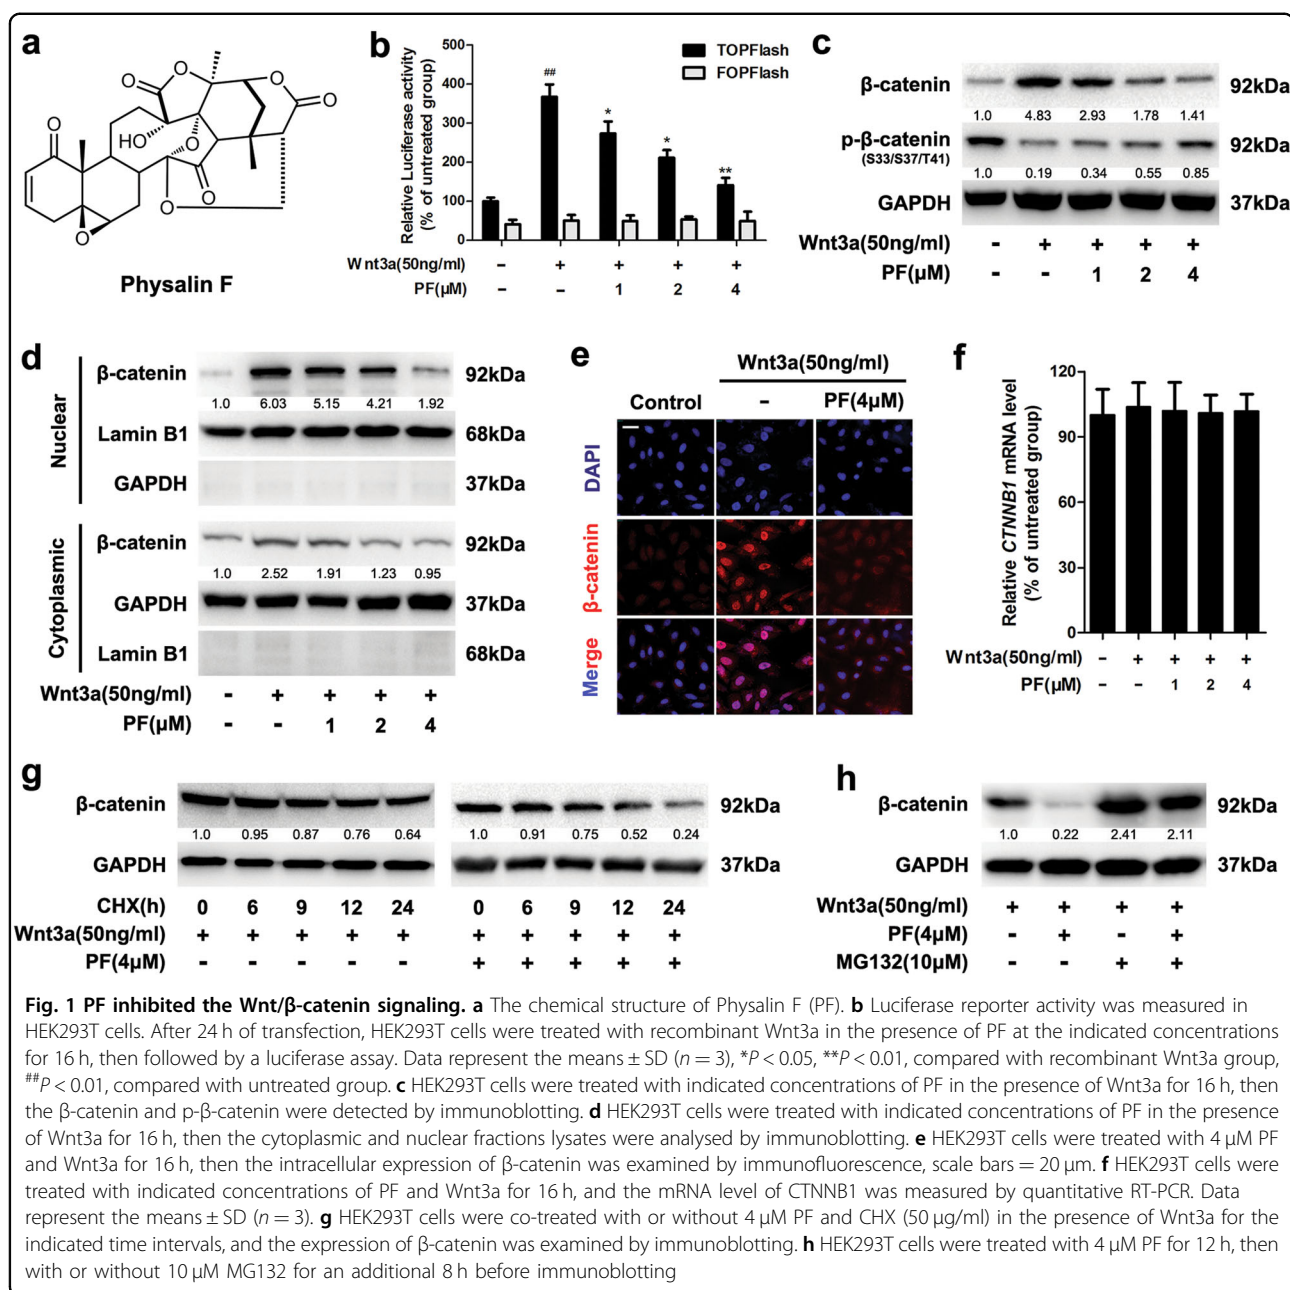 a
O
O
O
O
O
HO
O
O
O
O
O
Physalin F
b
Relative Luciferase activity
(% of untreated group)
500
400
300
200
100
0
TOPFlash
FOPFlash
##
*
*
**
Wnt3a(50ng/ml) – + + + +
PF(μM) – – 1 2 4
c
β-catenin 92kDa
1.0 4.83 2.93 1.78 1.41
p-β-catenin 92kDa
(S33/S37/T41)
1.0 0.19 0.34 0.55 0.85
GAPDH 37kDa
Wnt3a(50ng/ml) - + + + +
PF(μM) - - 1 2 4
d
Nuclear
β-catenin 92kDa
1.0 6.03 5.15 4.21 1.92
Lamin B1 68kDa
GAPDH 37kDa
Cytoplasmic
β-catenin 92kDa
1.0 2.52 1.91 1.23 0.95
GAPDH 37kDa
Lamin B1 68kDa
Wnt3a(50ng/ml) - + + + +
PF(μM) - - 1 2 4
e
Wnt3a(50ng/ml)
Control – PF(4μM)
DAPI
β-catenin
Merge
f
Relative CTNNB1 mRNA level
(% of untreated group)
120
90
60
30
0
Wnt3a(50ng/ml) – + + + +
PF(μM) – – 1 2 4
g
β-catenin 92kDa
1.0 0.95 0.87 0.76 0.64 1.0 0.91 0.75 0.52 0.24
GAPDH 37kDa
CHX(h) 0 6 9 12 24 0 6 9 12 24
Wnt3a(50ng/ml) + + + + + + + + + +
PF(4μM) - - - - - + + + + +
h
β-catenin 92kDa
1.0 0.22 2.41 2.11
GAPDH 37kDa
Wnt3a(50ng/ml) + + + +
PF(4μM) - + - +
MG132(10μM) - - + +
Fig. 1 PF inhibited the Wnt/β-catenin signaling. a The chemical structure of Physalin F (PF). b Luciferase reporter activity was measured in
HEK293T cells. After 24 h of transfection, HEK293T cells were treated with recombinant Wnt3a in the presence of PF at the indicated concentrations
for 16 h, then followed by a luciferase assay. Data represent the means ± SD (n = 3), *P < 0.05, **P < 0.01, compared with recombinant Wnt3a group,
##P < 0.01, compared with untreated group. c HEK293T cells were treated with indicated concentrations of PF in the presence of Wnt3a for 16 h, then
the β-catenin and p-β-catenin were detected by immunoblotting. d HEK293T cells were treated with indicated concentrations of PF in the presence
of Wnt3a for 16 h, then the cytoplasmic and nuclear fractions lysates were analysed by immunoblotting. e HEK293T cells were treated with 4 μM PF
and Wnt3a for 16 h, then the intracellular expression of β-catenin was examined by immunofluorescence, scale bars = 20 μm. f HEK293T cells were
treated with indicated concentrations of PF and Wnt3a for 16 h, and the mRNA level of CTNNB1 was measured by quantitative RT-PCR. Data
represent the means ± SD (n = 3). g HEK293T cells were co-treated with or without 4 μM PF and CHX (50 μg/ml) in the presence of Wnt3a for the
indicated time intervals, and the expression of β-catenin was examined by immunoblotting. h HEK293T cells were treated with 4 μM PF for 12 h, then
with or without 10 μM MG132 for an additional 8 h before immunoblotting